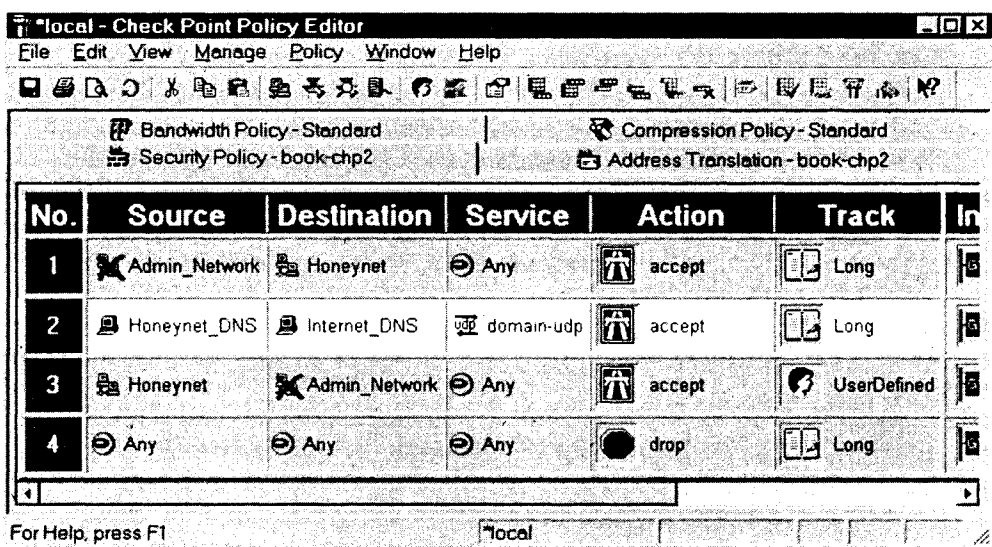 *local - Check Point Policy Editor
File Edit View Manage Policy Window Help
Bandwidth Policy - Standard Compression Policy - Standard
Security Policy - book-chp2 Address Translation - book-chp2
No. Source Destination Service Action Track In
1 Admin_Network Honeynet Any accept Long
2 Honeynet_DNS Internet_DNS udp domain-udp accept Long
3 Honeynet Admin_Network Any accept UserDefined
4 Any Any Any drop Long
For Help, press F1 *local